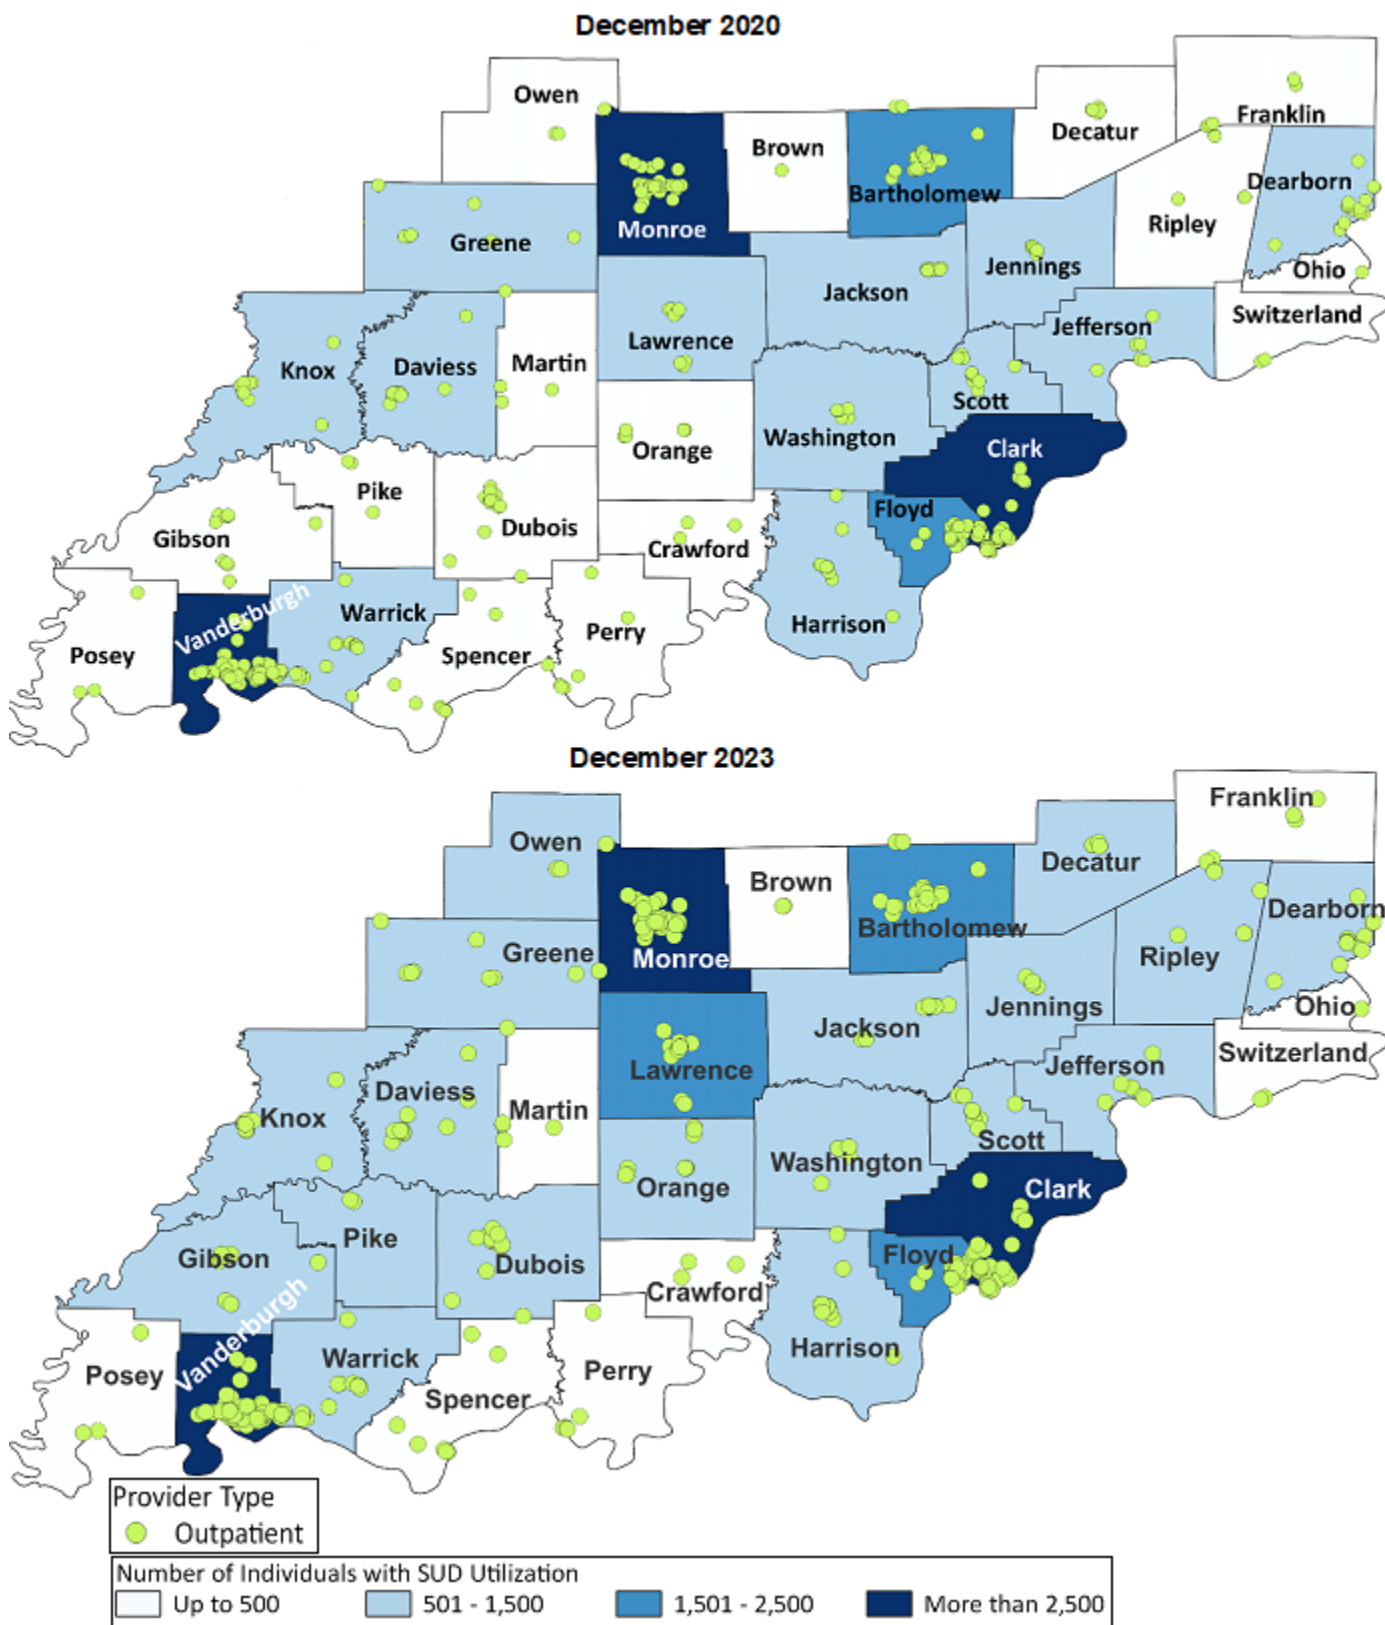 December 2020
Owen
Franklin
Decatur
Brown
Bartholomew
Dearborn
Ripley
Monroe
Greene
Jennings
Ohio
Jackson
Switzerland
Jefferson
Lawrence
Martin
Daviess
Knox
Scott
Washington
Orange
Clark
Pike
Floyd
Dubois
Gibson
Crawford
Vanderburgh
Warrick
Harrison
Perry
Posey
Spencer
December 2023
Franklin
Owen
Decatur
Brown
Dearborn
Bartholomew
Greene
Monroe
Ripley
Jennings
Ohio
Jackson
Switzerland
Jefferson
Lawrence
Daviess
Martin
Knox
Scott
Washington
Orange
Clark
Pike
Gibson
Floyd
Dubois
Crawford
Vanderburgh
Harrison
Warrick
Perry
Posey
Spencer
Provider Type
Outpatient
Number of Individuals with SUD Utilization
Up to 500 501 - 1,500 1,501 - 2,500 More than 2,500